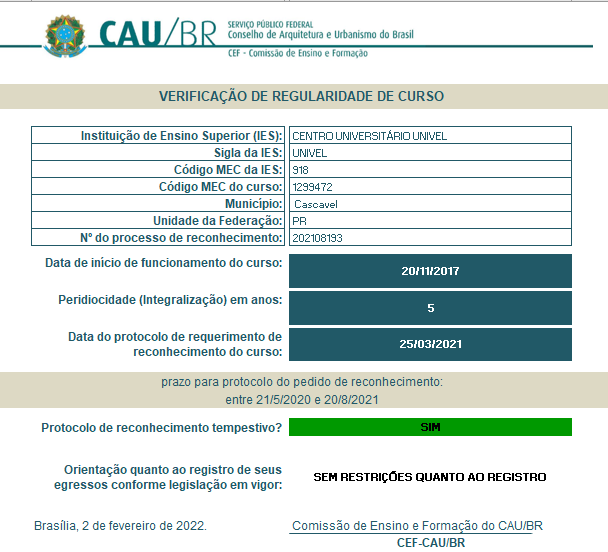 CAU/BR
SERVIÇO PÚBLICO FEDERAL
Conselho de Arquitetura e Urbanismo do Brasil
CEF - Comissão de Ensino e Formação
VERIFICAÇÃO DE REGULARIDADE DE CURSO
Instituição de Ensino Superior (IES): CENTRO UNIVERSITÁRIO UNIVEL
Sigla da IES: UNIVEL
Código MEC da IES: 918
Código MEC do curso: 1299472
Município: Cascavel
Unidade da Federação: PR
Nº do processo de reconhecimento: 202108193
Data de início de funcionamento do curso: 20/11/2017
Peridiocidade (Integralização) em anos: 5
Data do protocolo de requerimento de
reconhecimento do curso: 25/03/2021
prazo para protocolo do pedido de reconhecimento:
entre 21/5/2020 e 20/8/2021
Protocolo de reconhecimento tempestivo? SIM
Orientação quanto ao registro de seus
egressos conforme legislação em vigor: SEM RESTRIÇÕES QUANTO AO REGISTRO
Brasília, 2 de fevereiro de 2022. Comissão de Ensino e Formação do CAU/BR
CEF-CAU/BR